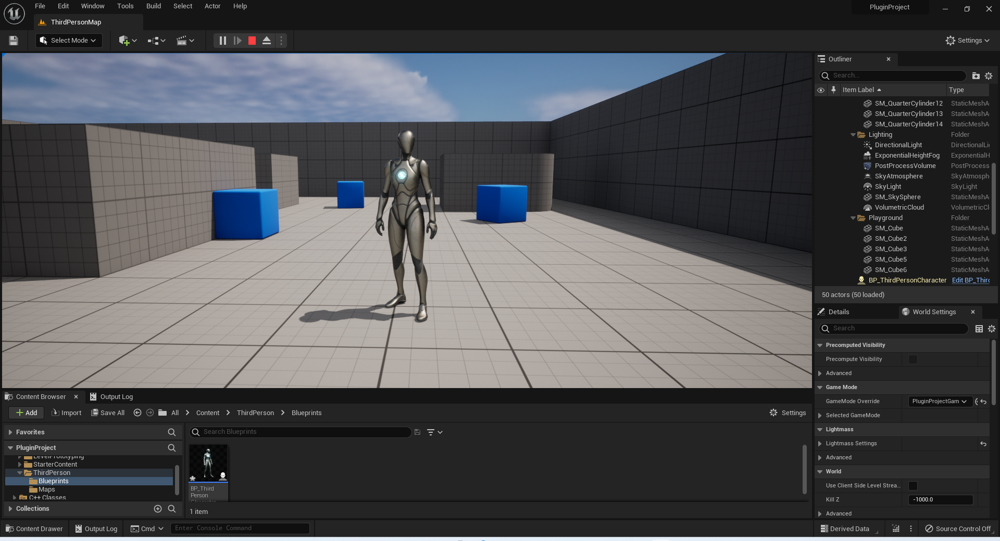 File Edit Window Tools Build Select Actor Help
PluginProject
ThirdPersonMap
Select Mode
Settings
Outliner
Search...
Item Label Type
SM_QuarterCylinder12 StaticMeshA
SM_QuarterCylinder13 StaticMeshA
SM_QuarterCylinder14 StaticMeshA
Lighting Folder
DirectionalLight DirectionalLi
ExponentialHeightFog ExponentialH
PostProcessVolume PostProcess
SkyAtmosphere SkyAtmosph
SkyLight SkyLight
SM_SkySphere StaticMeshA
VolumetricCloud VolumetricCl
Playground Folder
SM_Cube StaticMeshA
SM_Cube2 StaticMeshA
SM_Cube3 StaticMeshA
SM_Cube5 StaticMeshA
SM_Cube6 StaticMeshA
BP_ThirdPersonCharacter Edit BP_Third
50 actors (50 loaded)
Details World Settings
Search
Precomputed Visibility
Precompute Visibility
Advanced
Game Mode
GameMode Override PluginProjectGam
Selected GameMode
Lightmass
Lightmass Settings
Advanced
World
Use Client Side Level Strea...
Kill Z -1000.0
Advanced
Content Browser Output Log
Add Import Save All All Content ThirdPerson Blueprints Settings
Favorites
PluginProject
LevelPrototyping
StarterContent
ThirdPerson
Blueprints
Maps
C++ Classes
Collections
Search Blueprints
BP_Third
Person
Character
1 item
Content Drawer Output Log Cmd Enter Console Command Derived Data Source Control Off